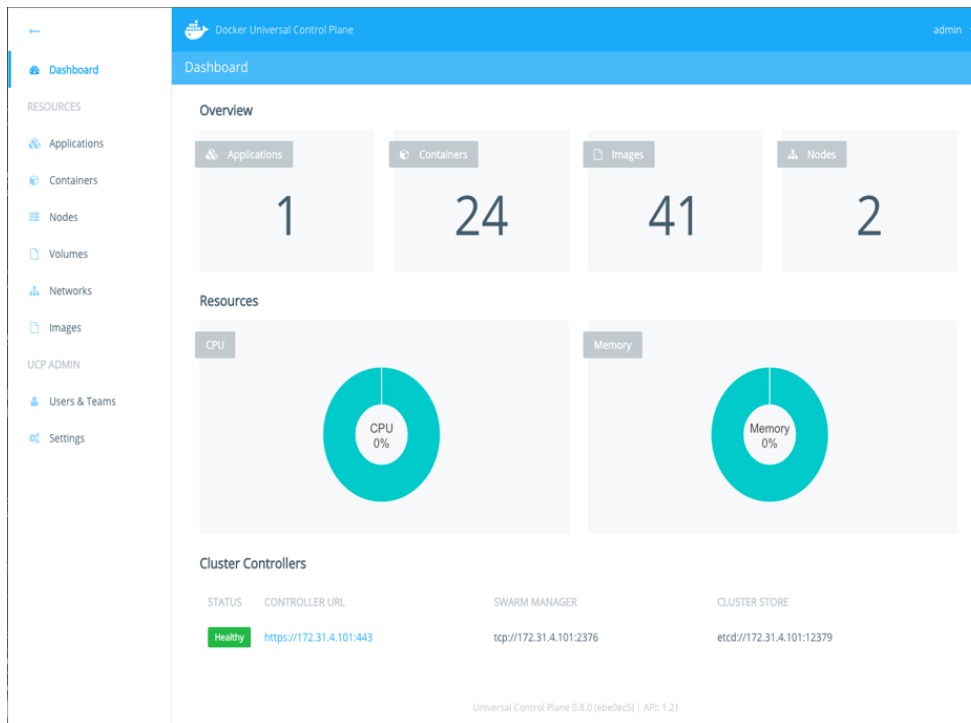 Docker Universal Control Plane
admin
Dashboard
Dashboard
RESOURCES
Applications
Containers
Nodes
Volumes
Networks
Images
UCP ADMIN
Users & Teams
Settings
Overview
Applications
1
Containers
24
Images
41
Nodes
2
Resources
CPU
CPU
0%
Memory
Memory
0%
Cluster Controllers
STATUS CONTROLLER URL SWARM MANAGER CLUSTER STORE
Healthy https://172.31.4.101:443 tcp://172.31.4.101:2376 etcd://172.31.4.101:12379
Universal Control Plane 0.8.0 (ebe0ec5) | API: 1.21